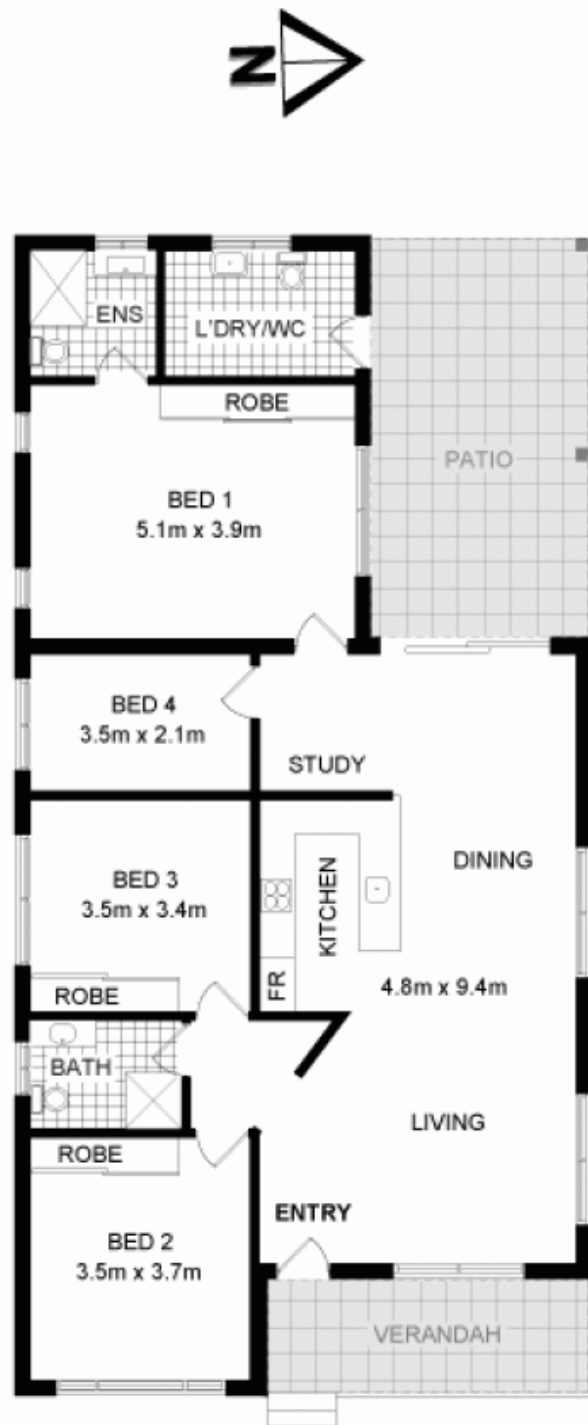 N
ENS
L'DRY/WC
ROBE
BED 1
5.1m x 3.9m
PATIO
BED 4
3.5m x 2.1m
STUDY
BED 3
3.5m x 3.4m
ROBE
KITCHEN
FR
DINING
4.8m x 9.4m
BATH
LIVING
ROBE
BED 2
3.5m x 3.7m
ENTRY
VERANDAH